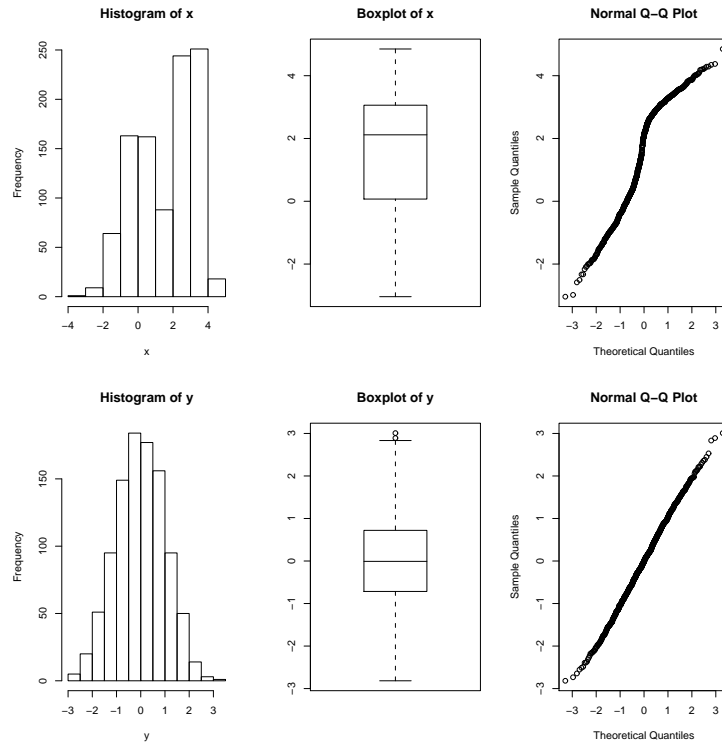 Histogram of x
Frequency
250
200
150
100
50
0
−4 −2 0 2 4
x
Boxplot of x
4
2
0
−2
Normal Q−Q Plot
Sample Quantiles
4
2
0
−2
−3 −2 −1 0 1 2 3
Theoretical Quantiles
Histogram of y
Frequency
150
100
50
0
−3 −2 −1 0 1 2 3
y
Boxplot of y
3
2
1
0
−1
−2
−3
Normal Q−Q Plot
Sample Quantiles
3
2
1
0
−1
−2
−3
−3 −2 −1 0 1 2 3
Theoretical Quantiles